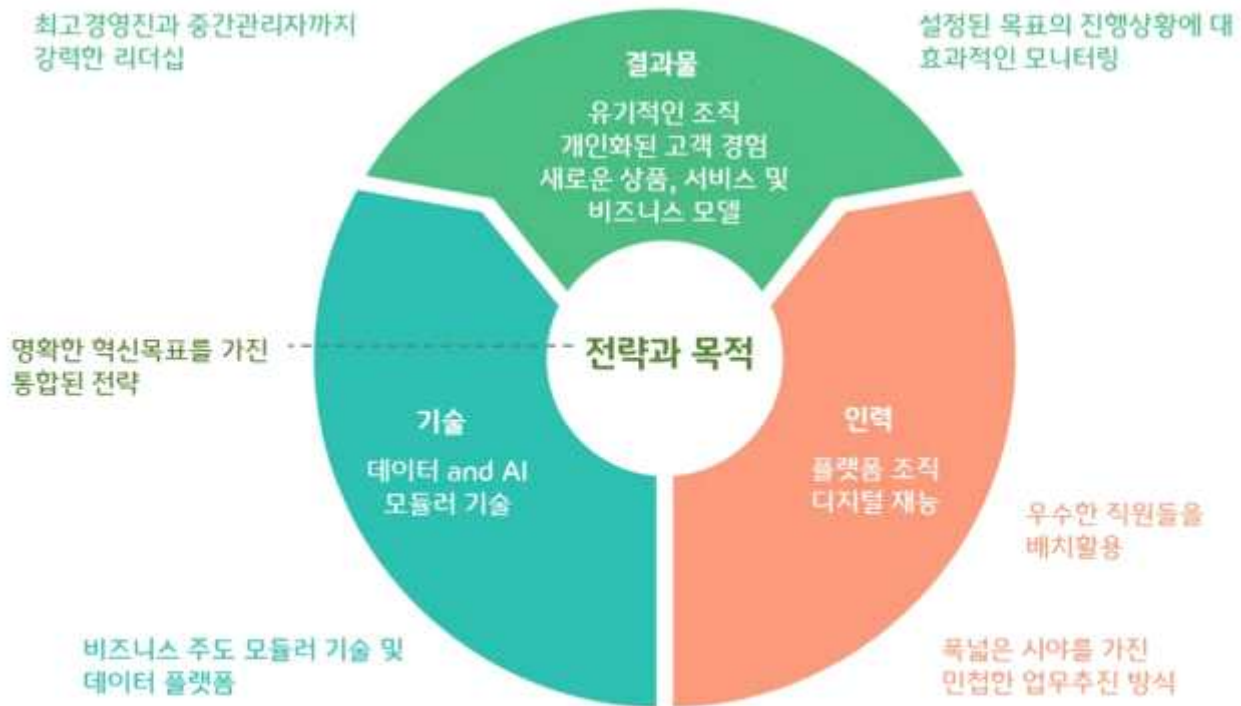 최고경영진과 중간관리자까지
강력한 리더십
설정된 목표의 진행상황에 대
효과적인 모니터링
결과물
유기적인 조직
개인화된 고객 경험
새로운 상품, 서비스 및
비즈니스 모델
명확한 혁신목표를 가진
통합된 전략
전략과 목적
기술
데이터 and AI
모듈러 기술
인력
플랫폼 조직
디지털 재능
우수한 직원들을
배치활용
비즈니스 주도 모듈러 기술 및
데이터 플랫폼
폭넓은 시야를 가진
민첩한 업무추진 방식